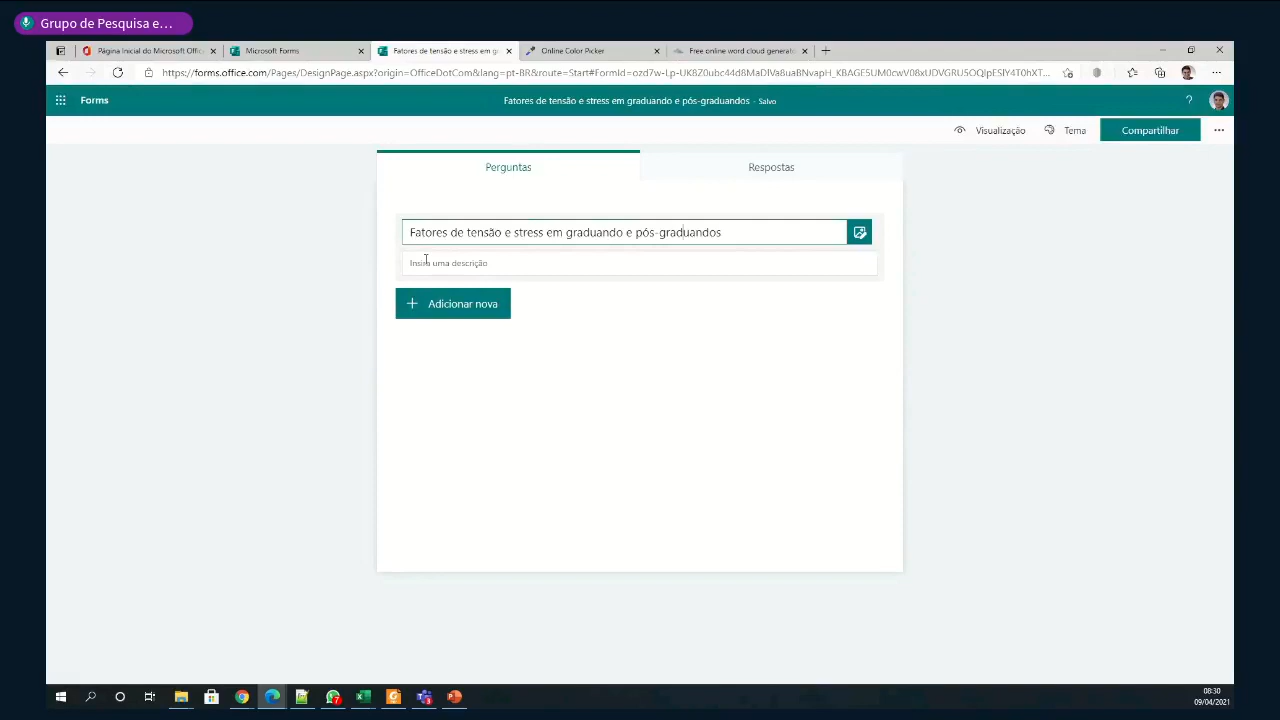 Grupo de Pesquisa e...
Página Inicial do Microsoft Offic
Microsoft Forms
Fatores de tensão e stress em gr
Online Color Picker
Free online word cloud generat
Forms
Fatores de tensão e stress em graduando e pós-graduandos - Salvo
?
Visualização
Tema
Compartilhar
Perguntas
Respostas
Fatores de tensão e stress em graduando e pós-graduandos
Insira uma descrição
+ Adicionar nova
08:30
09/04/2021